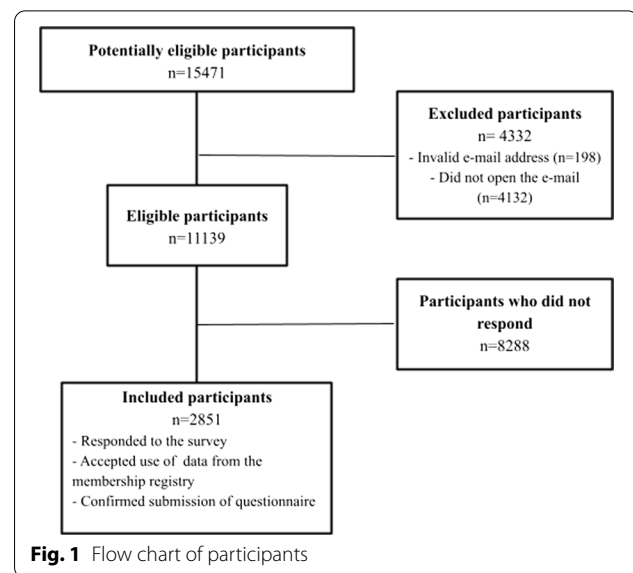 Potentially eligible participants
n=15471
Excluded participants
n= 4332
- Invalid e-mail address (n=198)
- Did not open the e-mail
(n=4132)
Eligible participants
n=11139
Participants who did not
respond
n=8288
Included participants
n=2851
- Responded to the survey
- Accepted use of data from the
membership registry
- Confirmed submission of questionnaire
Fig. 1 Flow chart of participants